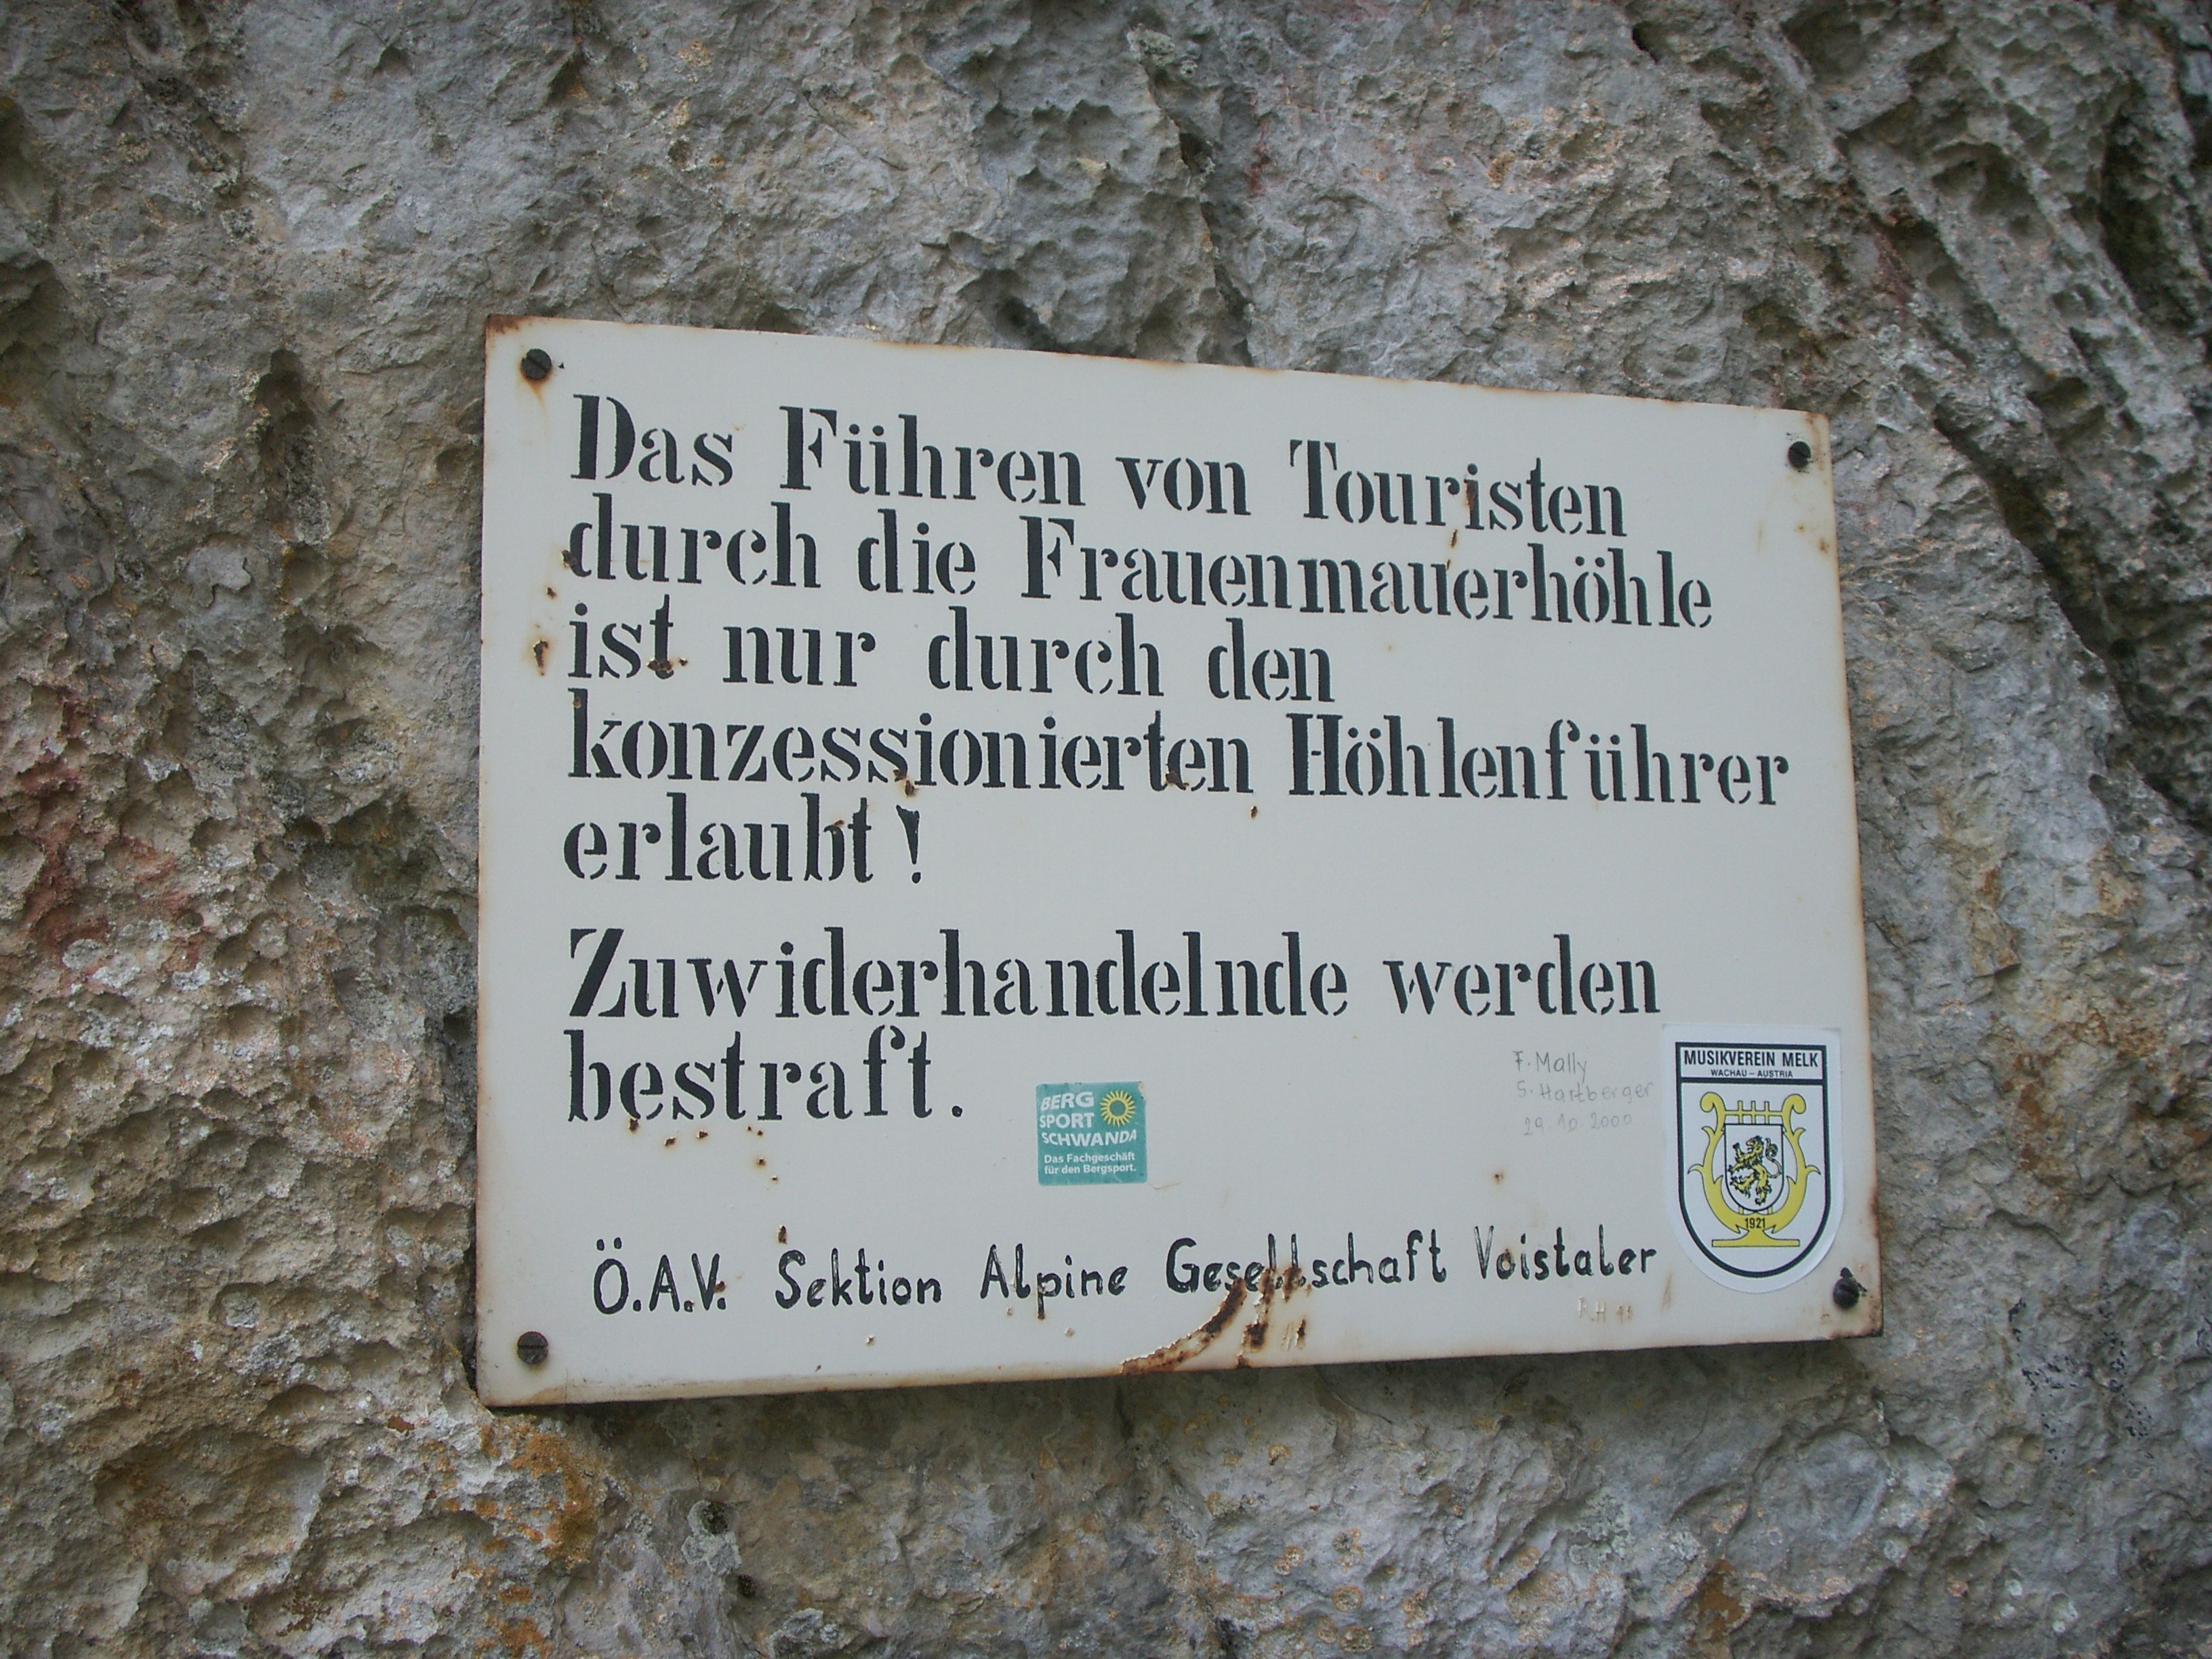 Das Führen von Touristen
durch die Frauenmauerhöhle
ist nur durch den
konzessionierten Höhlenführer
erlaubt!
Zuwiderhandelnde werden
bestraft.
BERG
SPORT
SCHWANDA
Das Fachgeschäft
für den Bergsport.
F. Mally
S. Hartberger
29.10.2000
MUSIKVEREIN MELK
WACHAU – AUSTRIA
1921
Ö.A.V. Sektion Alpine Gesellschaft Voistaler